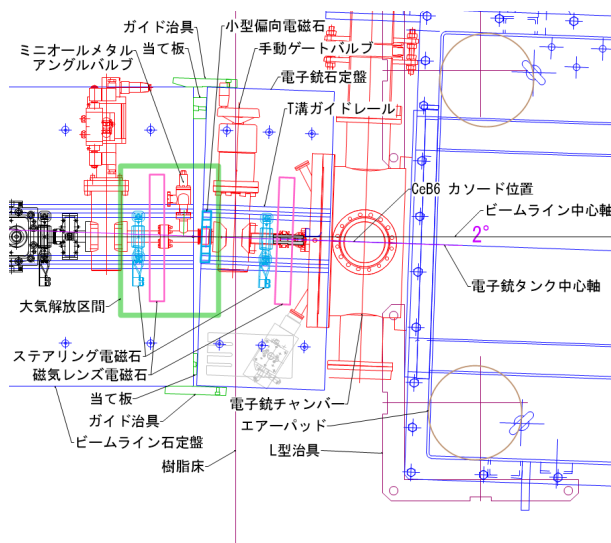 ガイド治具
小型偏向電磁石
ミニオールメタル
アングルバルブ
当て板
手動ゲートバルブ
電子銃石定盤
T溝ガイドレール
CeB6 カソード位置
ビームライン中心軸
2°
電子銃タンク中心軸
大気解放区間
ステアリング電磁石
磁気レンズ電磁石
当て板
ガイド治具
ビームライン石定盤
樹脂床
電子銃チャンバー
エアーパッド
L型治具